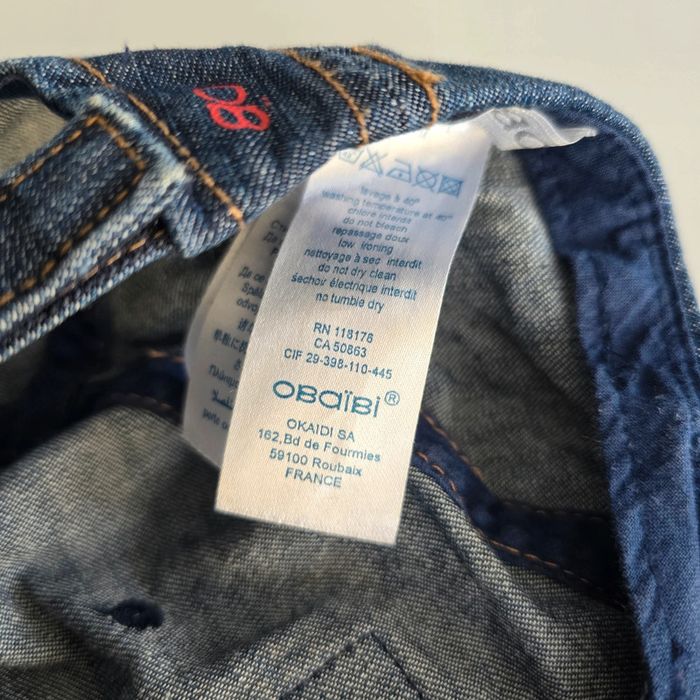 lavage à 40°
washing temperature at 40°
chlore interdit
do not bleach
repassage doux
low ironing
nettoyage à sec interdit
do not dry clean
séchoir électrique interdit
no tumble dry
RN 118176
CA 50863
CIF 29-398-110-445
OBaïBi®
OKAIDI SA
162,Bd de Fourmies
59100 Roubaix
FRANCE